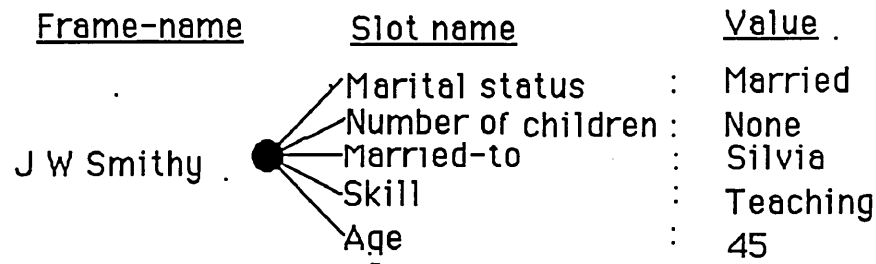 Frame-name Slot name Value
Marital status : Married
Number of children : None
Married-to : Silvia
J W Smithy
Skill : Teaching
Age : 45